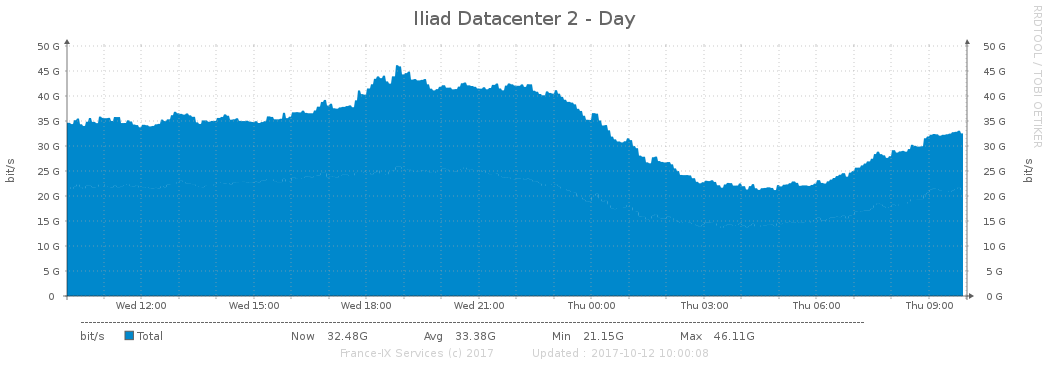 Iliad Datacenter 2 - Day
RRDTOOL / TOBI OETIKER
bit/s
bit/s
50 G 50 G
45 G 45 G
40 G 40 G
35 G 35 G
30 G 30 G
25 G 25 G
20 G 20 G
15 G 15 G
10 G 10 G
5 G 5 G
0 0 G
Wed 12:00 Wed 15:00 Wed 18:00 Wed 21:00 Thu 00:00 Thu 03:00 Thu 06:00 Thu 09:00
bit/s Total Now 32.48G Avg 33.38G Min 21.15G Max 46.11G
France-IX Services (c) 2017 Updated : 2017-10-12 10:00:08